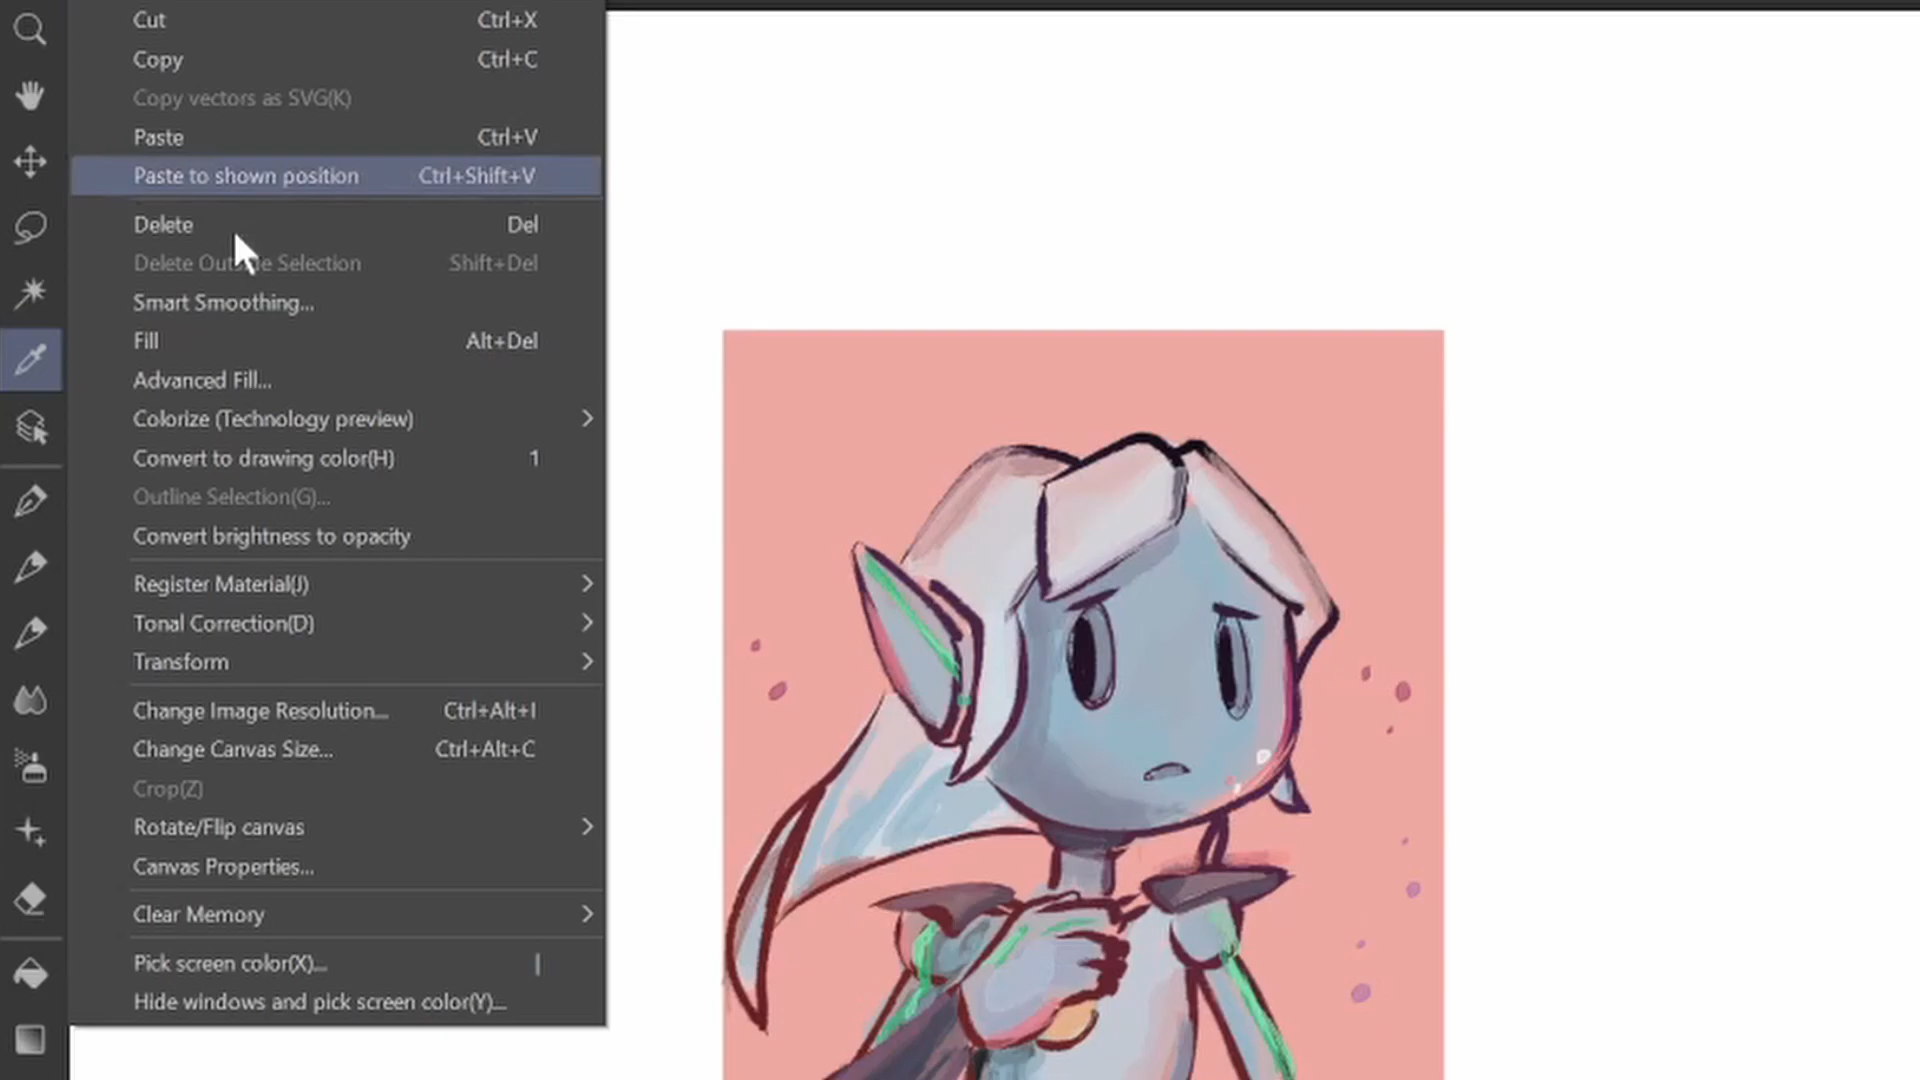 Cut Ctrl+X
Copy Ctrl+C
Copy vectors as SVG(K)
Paste Ctrl+V
Paste to shown position Ctrl+Shift+V
Delete Del
Delete Outside Selection Shift+Del
Smart Smoothing...
Fill Alt+Del
Advanced Fill...
Colorize (Technology preview)
Convert to drawing color(H) 1
Outline Selection(G)...
Convert brightness to opacity
Register Material(J)
Tonal Correction(D)
Transform
Change Image Resolution... Ctrl+Alt+I
Change Canvas Size... Ctrl+Alt+C
Crop(Z)
Rotate/Flip canvas
Canvas Properties...
Clear Memory
Pick screen color(X)... |
Hide windows and pick screen color(Y)...